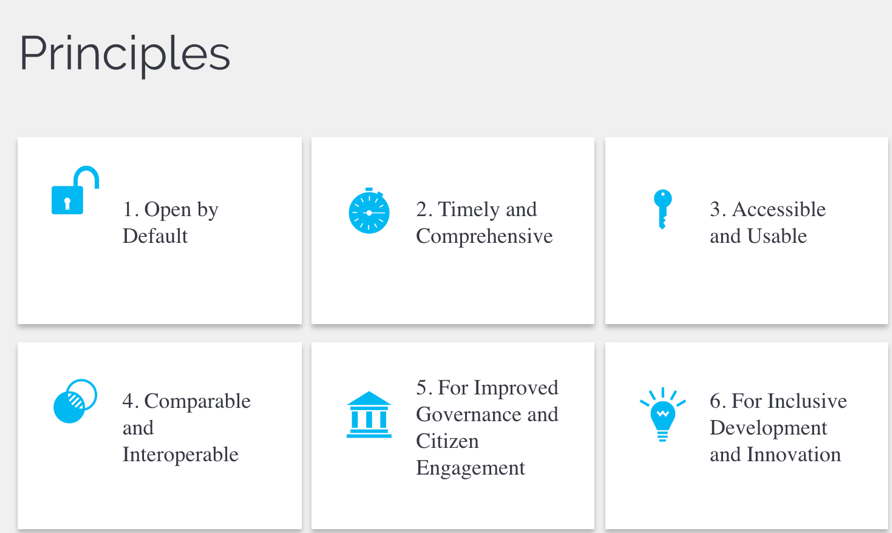 Principles
1. Open by
Default
2. Timely and
Comprehensive
3. Accessible
and Usable
4. Comparable
and
Interoperable
5. For Improved
Governance and
Citizen
Engagement
6. For Inclusive
Development
and Innovation